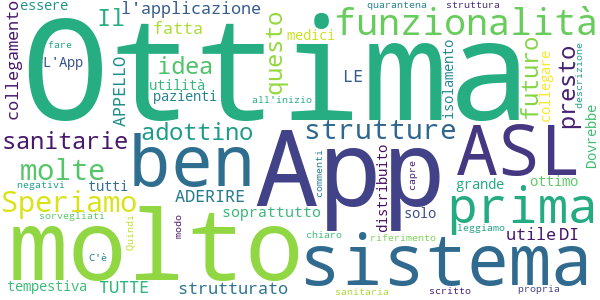 essere
Il
l'applicazione
quarantena
struttura
collegamento
fatta
questo
medici
funzionalità
fare
L'App
Ottima
APPELLO
idea
utilità
pazienti
LE
all'inizio
isolamento
futuro
collegare
presto
descrizione
Dovrebbe
sanitarie
adottino
strutture
ben
App
ASL
molte
negativi
tutti
ADERIRE
commenti
distribuito
capre
grande
ottimo
Speriamo
sorvegliati
molto
Quindi
modo
soprattutto
solo
prima
leggiamo
utile
DI
C'è
chiaro
riferimento
sistema
tempestiva
TUTTE
strutturato
sanitaria
scritto
propria